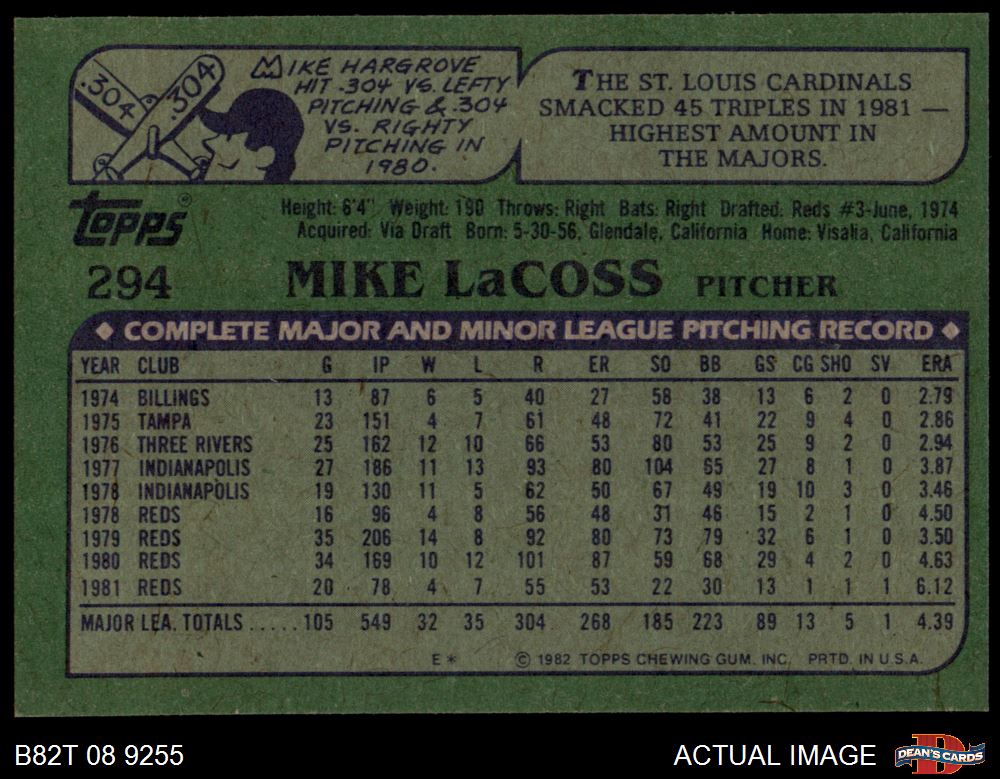 .304 .304
MIKE HARGROVE
HIT .304 VS. LEFTY
PITCHING & .304
VS. RIGHTY
PITCHING IN
1980.
THE ST. LOUIS CARDINALS
SMACKED 45 TRIPLES IN 1981 —
HIGHEST AMOUNT IN
THE MAJORS.
TOPPS®
Height: 6'4" Weight: 190 Throws: Right Bats: Right Drafted: Reds #3-June, 1974
Acquired: Via Draft Born: 5-30-56, Glendale, California Home: Visalia, California
294 MIKE LaCOSS PITCHER
◆ COMPLETE MAJOR AND MINOR LEAGUE PITCHING RECORD ◆
YEAR CLUB G IP W L R ER SO BB GS CG SHO SV ERA
1974 BILLINGS 13 87 6 5 40 27 58 38 13 6 2 0 2.79
1975 TAMPA 23 151 4 7 61 48 72 41 22 9 4 0 2.86
1976 THREE RIVERS 25 162 12 10 66 53 80 53 25 9 2 0 2.94
1977 INDIANAPOLIS 27 186 11 13 93 80 104 65 27 8 1 0 3.87
1978 INDIANAPOLIS 19 130 11 5 62 50 67 49 19 10 3 0 3.46
1978 REDS 16 96 4 8 56 48 31 46 15 2 1 0 4.50
1979 REDS 35 206 14 8 92 80 73 79 32 6 1 0 3.50
1980 REDS 34 169 10 12 101 87 59 68 29 4 2 0 4.63
1981 REDS 20 78 4 7 55 53 22 30 13 1 1 1 6.12
MAJOR LEA. TOTALS ..... 105 549 32 35 304 268 185 223 89 13 5 1 4.39
E* © 1982 TOPPS CHEWING GUM. INC. PRTD. IN U.S.A.
B82T 08 9255 ACTUAL IMAGE D DEAN'S CARDS